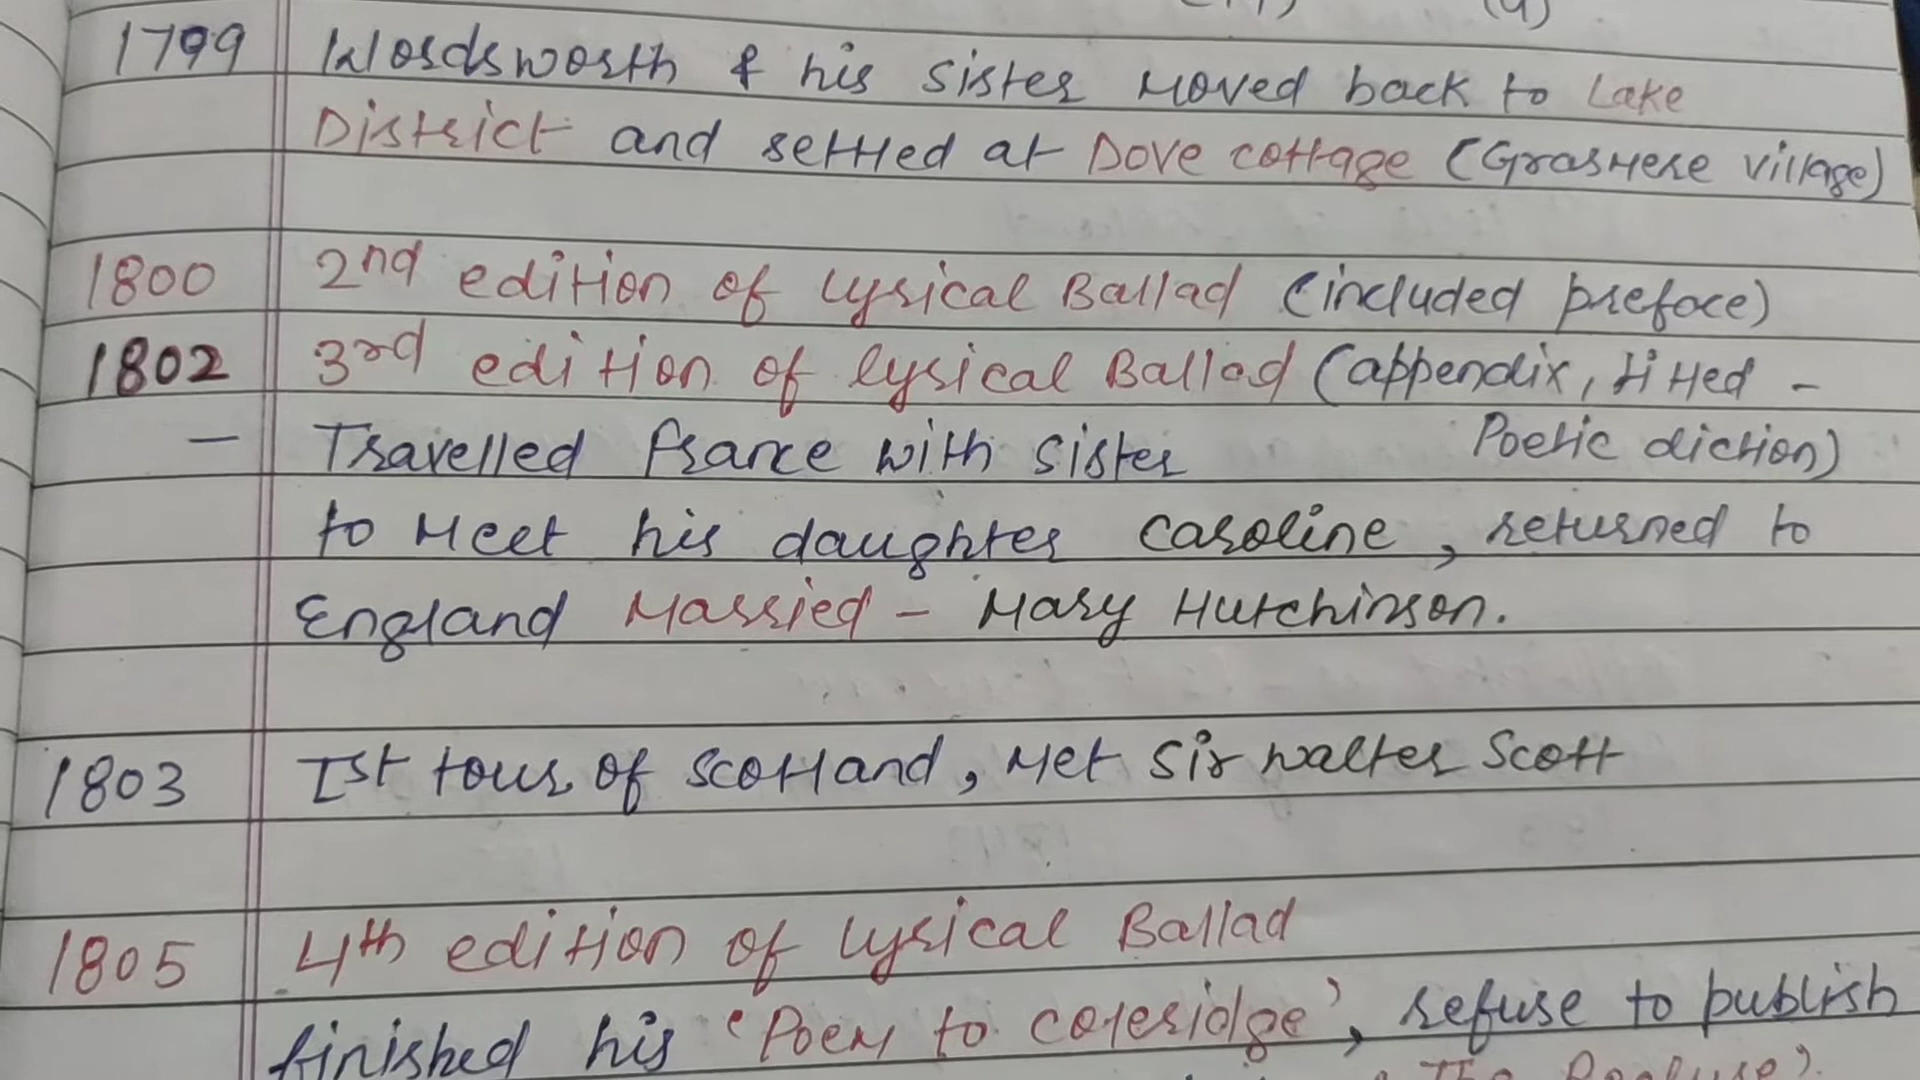 (9)
1799 Wordsworth & his sister moved back to Lake
District and settled at Dove cottage (Grasmere village)
1800 2nd edition of Lyrical Ballad (included preface)
1802 3rd edition of lyrical Ballad (appendix, titled -
- Travelled france with sister Poetic diction)
to meet his daughter Caroline, returned to
England Married - Mary Hutchinson.
1803 Ist tour of scotland, met Sir walter Scott
1805 4th edition of Lyrical Ballad
finished his 'Poem to coleridge', refuse to publish